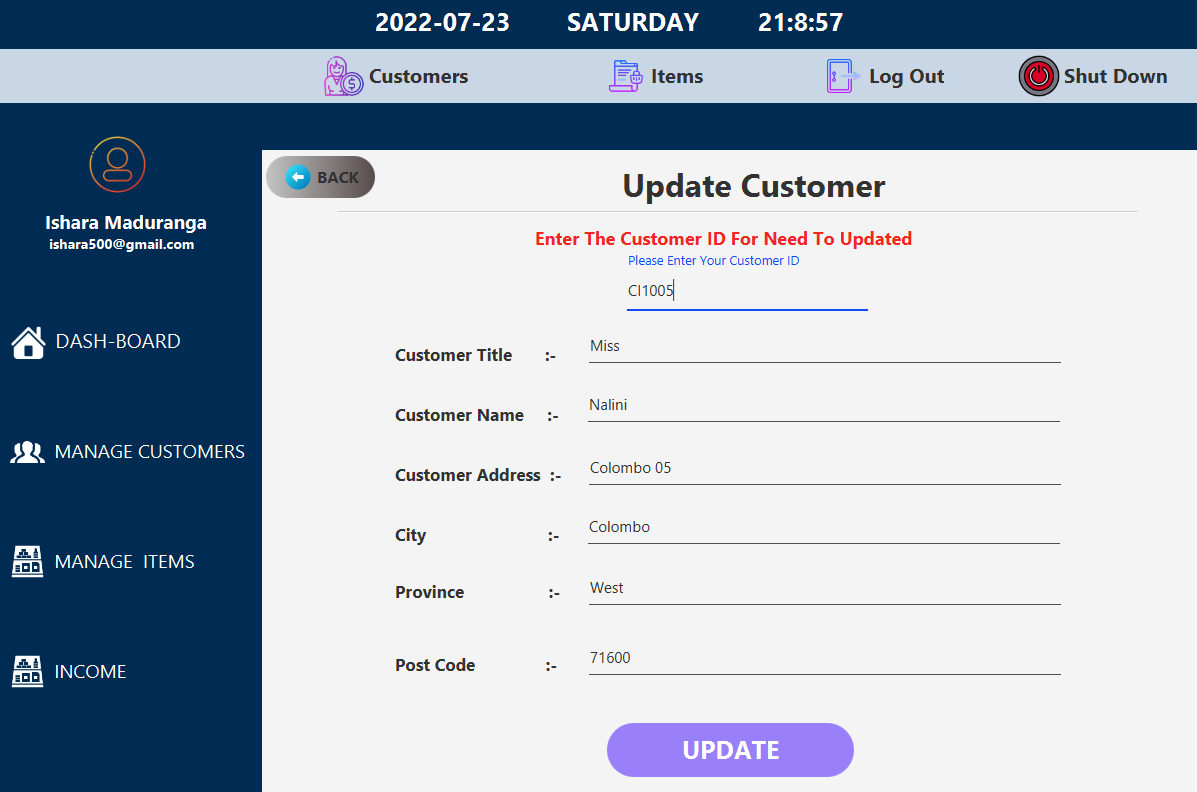 2022-07-23 SATURDAY 21:8:57
Customers Items Log Out Shut Down
Ishara Maduranga
ishara500@gmail.com
DASH-BOARD
MANAGE CUSTOMERS
MANAGE ITEMS
INCOME
BACK
Update Customer
Enter The Customer ID For Need To Updated
Please Enter Your Customer ID
CI1005
Customer Title :- Miss
Customer Name :- Nalini
Customer Address :- Colombo 05
City :- Colombo
Province :- West
Post Code :- 71600
UPDATE